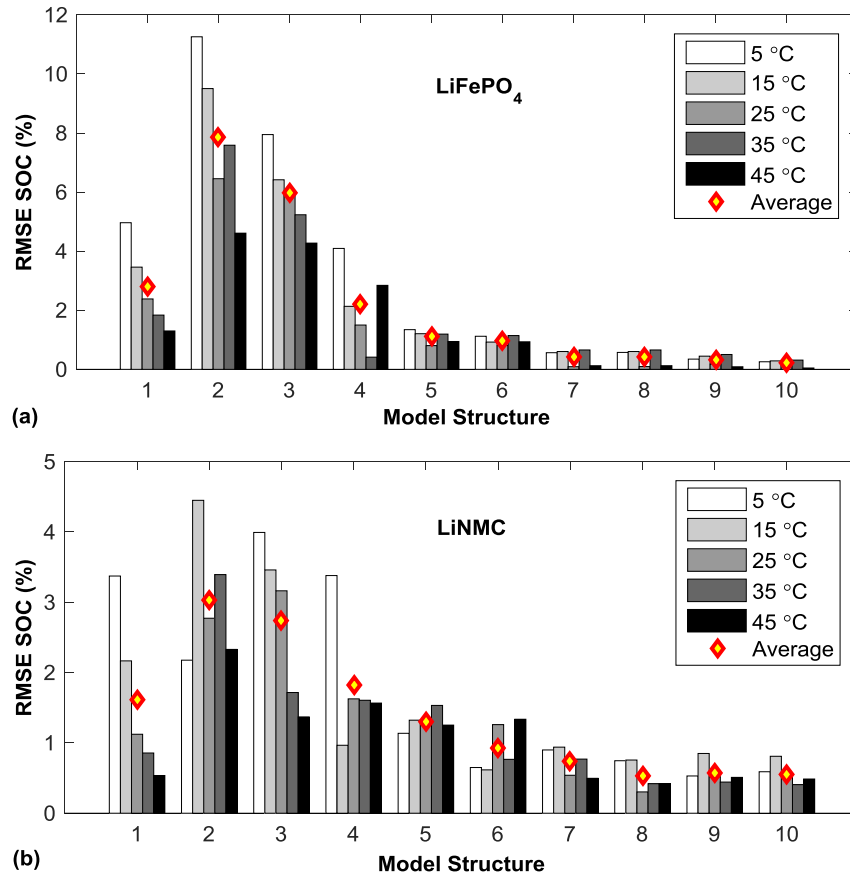 12
10
8
6
4
2
0
RMSE SOC (%)
LiFePO4
5 °C
15 °C
25 °C
35 °C
45 °C
Average
1 2 3 4 5 6 7 8 9 10
Model Structure
(a)
5
4
3
2
1
0
RMSE SOC (%)
LiNMC
5 °C
15 °C
25 °C
35 °C
45 °C
Average
1 2 3 4 5 6 7 8 9 10
Model Structure
(b)